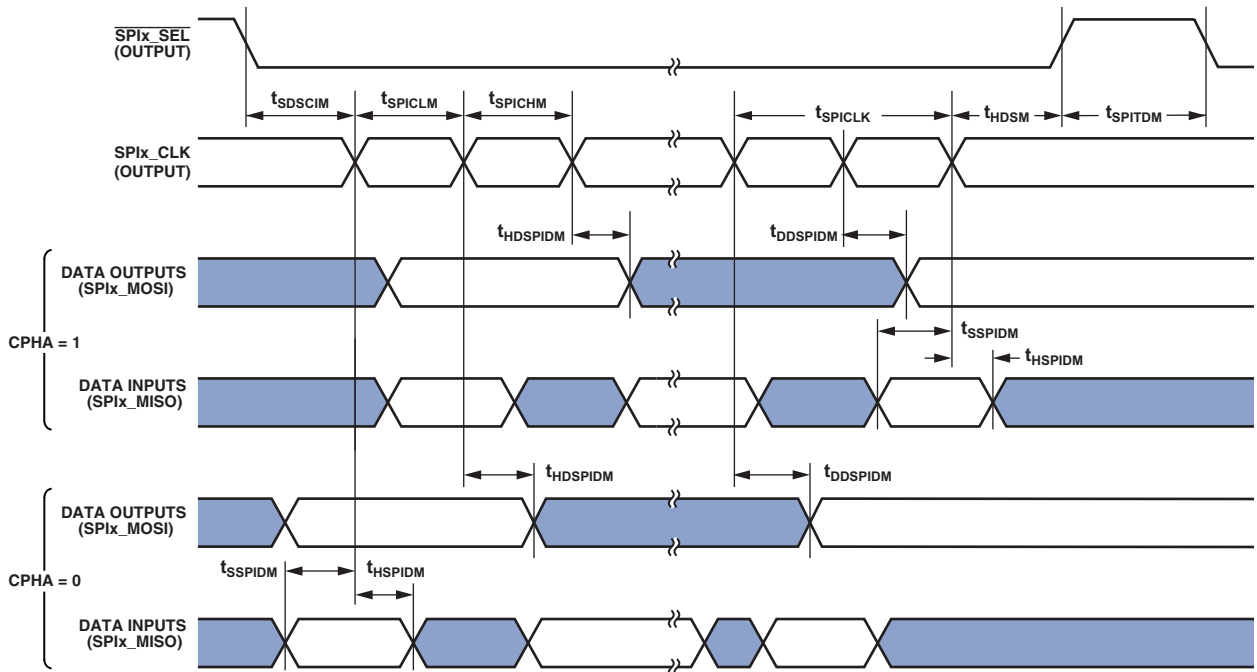 SPIx_SEL
(OUTPUT)
tSDSCIM
tSPICLM
tSPICHM
tSPICLK
tHDSM
tSPITDM
SPIx_CLK
(OUTPUT)
tHDSPIDM
tDDSPIDM
DATA OUTPUTS
(SPIx_MOSI)
CPHA = 1
tSSPIDM
tHSPIDM
DATA INPUTS
(SPIx_MISO)
tHDSPIDM
tDDSPIDM
DATA OUTPUTS
(SPIx_MOSI)
CPHA = 0
tSSPIDM
tHSPIDM
DATA INPUTS
(SPIx_MISO)